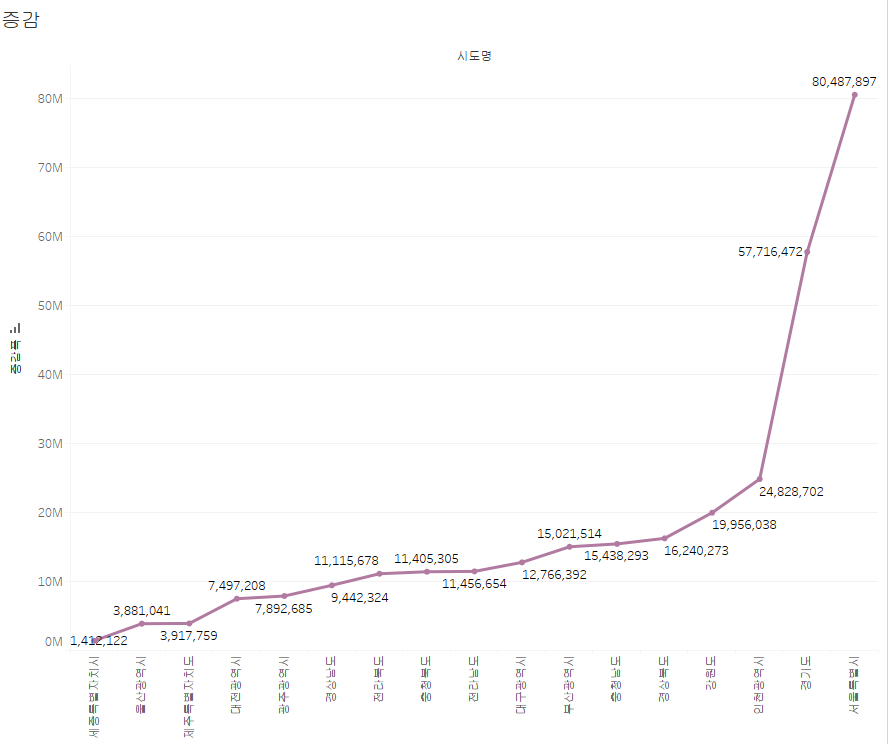 증감
시도명
80,487,897
80M
70M
60M
57,716,472
50M
증감폭
40M
30M
24,828,702
20M
19,956,038
15,021,514
15,438,293
16,240,273
11,115,678
11,405,305
11,456,654
12,766,392
10M
7,497,208
7,892,685
9,442,324
3,881,041
3,917,759
0M
1,412,122
세종특별자치시
울산광역시
제주특별자치도
대전광역시
광주광역시
경상남도
전라북도
충청북도
전라남도
대구광역시
부산광역시
충청남도
경상북도
강원도
인천광역시
경기도
서울특별시